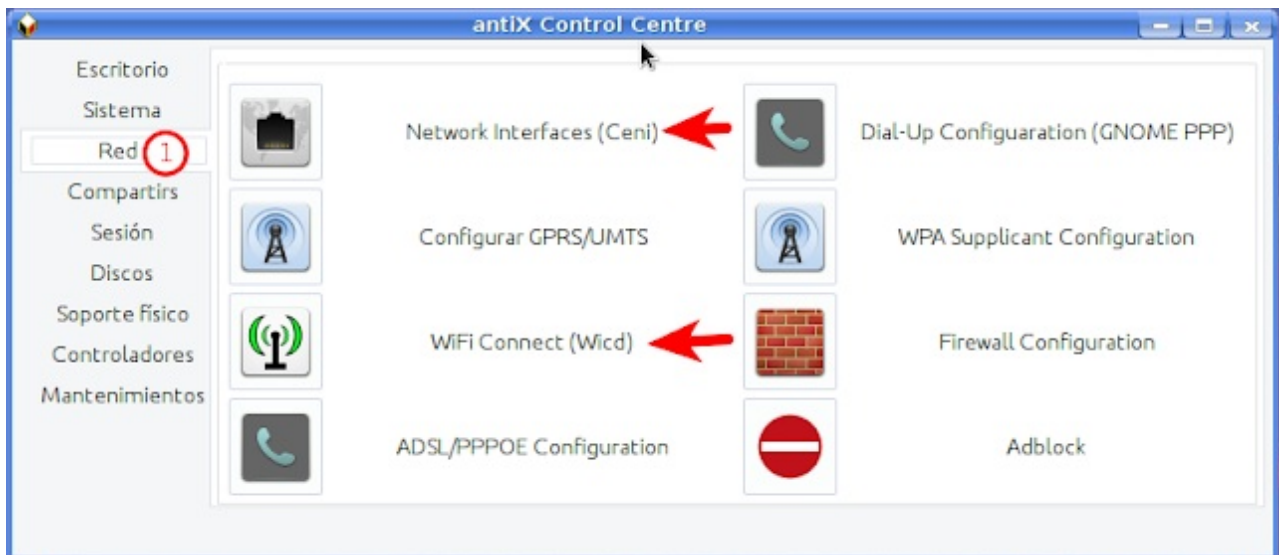 antiX Control Centre
Escritorio
Sistema
Red 1
Compartirs
Sesión
Discos
Soporte físico
Controladores
Mantenimientos
Network Interfaces (Ceni)
Dial-Up Configuaration (GNOME PPP)
Configurar GPRS/UMTS
WPA Supplicant Configuration
WiFi Connect (Wicd)
Firewall Configuration
ADSL/PPPOE Configuration
Adblock